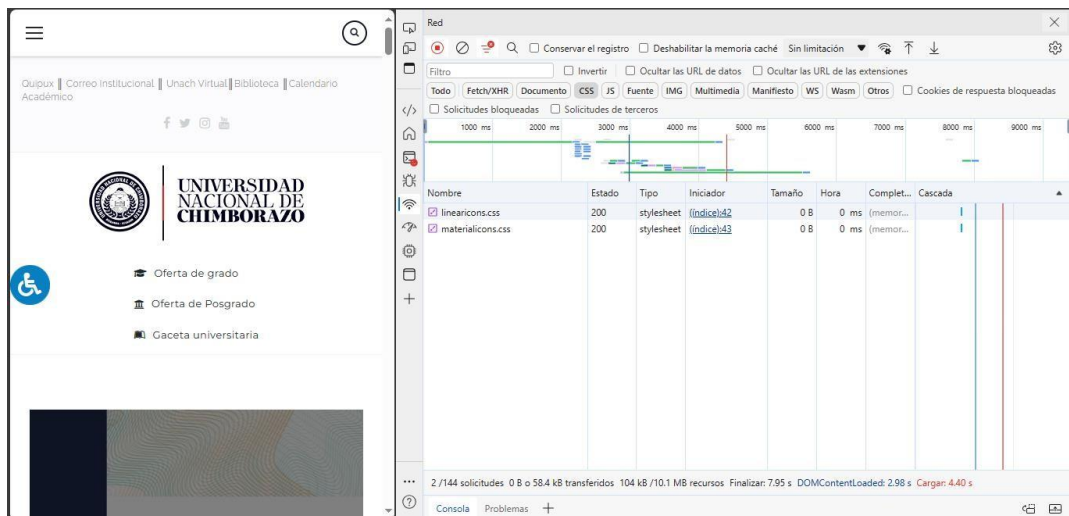 Quipux ‖ Correo Institucional ‖ Unach Virtual‖ Biblioteca ‖Calendario
Académico
UNIVERSIDAD
NACIONAL DE
CHIMBORAZO
Oferta de grado
Oferta de Posgrado
Gaceta universitaria
Red
Conservar el registro Deshabilitar la memoria caché Sin limitación
Filtro Invertir Ocultar las URL de datos Ocultar las URL de las extensiones
Todo Fetch/XHR Documento CSS JS Fuente IMG Multimedia Manifiesto WS Wasm Otros Cookies de respuesta bloqueadas
Solicitudes bloqueadas Solicitudes de terceros
1000 ms 2000 ms 3000 ms 4000 ms 5000 ms 6000 ms 7000 ms 8000 ms 9000 ms
Nombre Estado Tipo Iniciador Tamaño Hora Complet... Cascada
linearicons.css 200 stylesheet (índice):42 0 B 0 ms (memor...
materialicons.css 200 stylesheet (índice):43 0 B 0 ms (memor...
2 /144 solicitudes 0 B o 58.4 kB transferidos 104 kB /10.1 MB recursos Finalizar: 7.95 s DOMContentLoaded: 2.98 s Cargar: 4.40 s
Consola Problemas